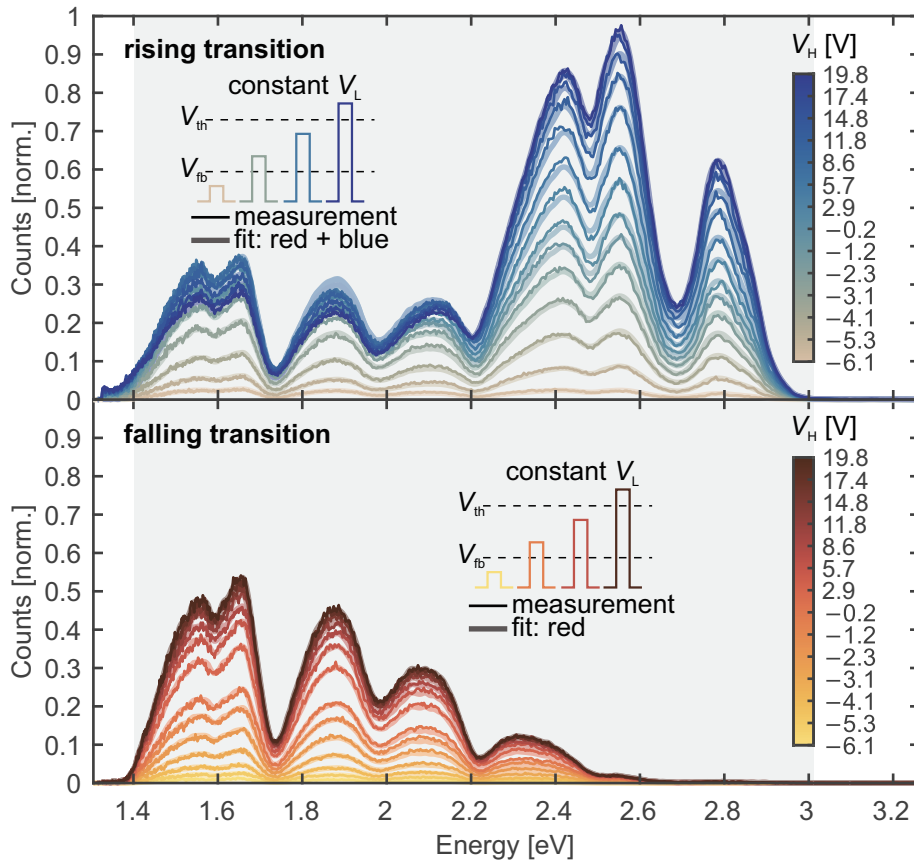 rising transition
constant V_L
V_th
V_fb
measurement
fit: red + blue
V_H [V]
19.8
17.4
14.8
11.8
8.6
5.7
2.9
−0.2
−1.2
−2.3
−4.1
−5.3
−6.1
Counts [norm.]
1
0.9
0.8
0.7
0.6
0.5
0.4
0.3
0.2
0.1
0
falling transition
constant V_L
V_th
V_fb
measurement
fit: red
V_H [V]
19.8
17.4
14.8
11.8
8.6
5.7
2.9
−0.2
−1.2
−2.3
−4.1
−5.3
−6.1
Counts [norm.]
0.9
0.8
0.7
0.6
0.5
0.4
0.3
0.2
0.1
0
1.4 1.6 1.8 2 2.2 2.4 2.6 2.8 3 3.2
Energy [eV]